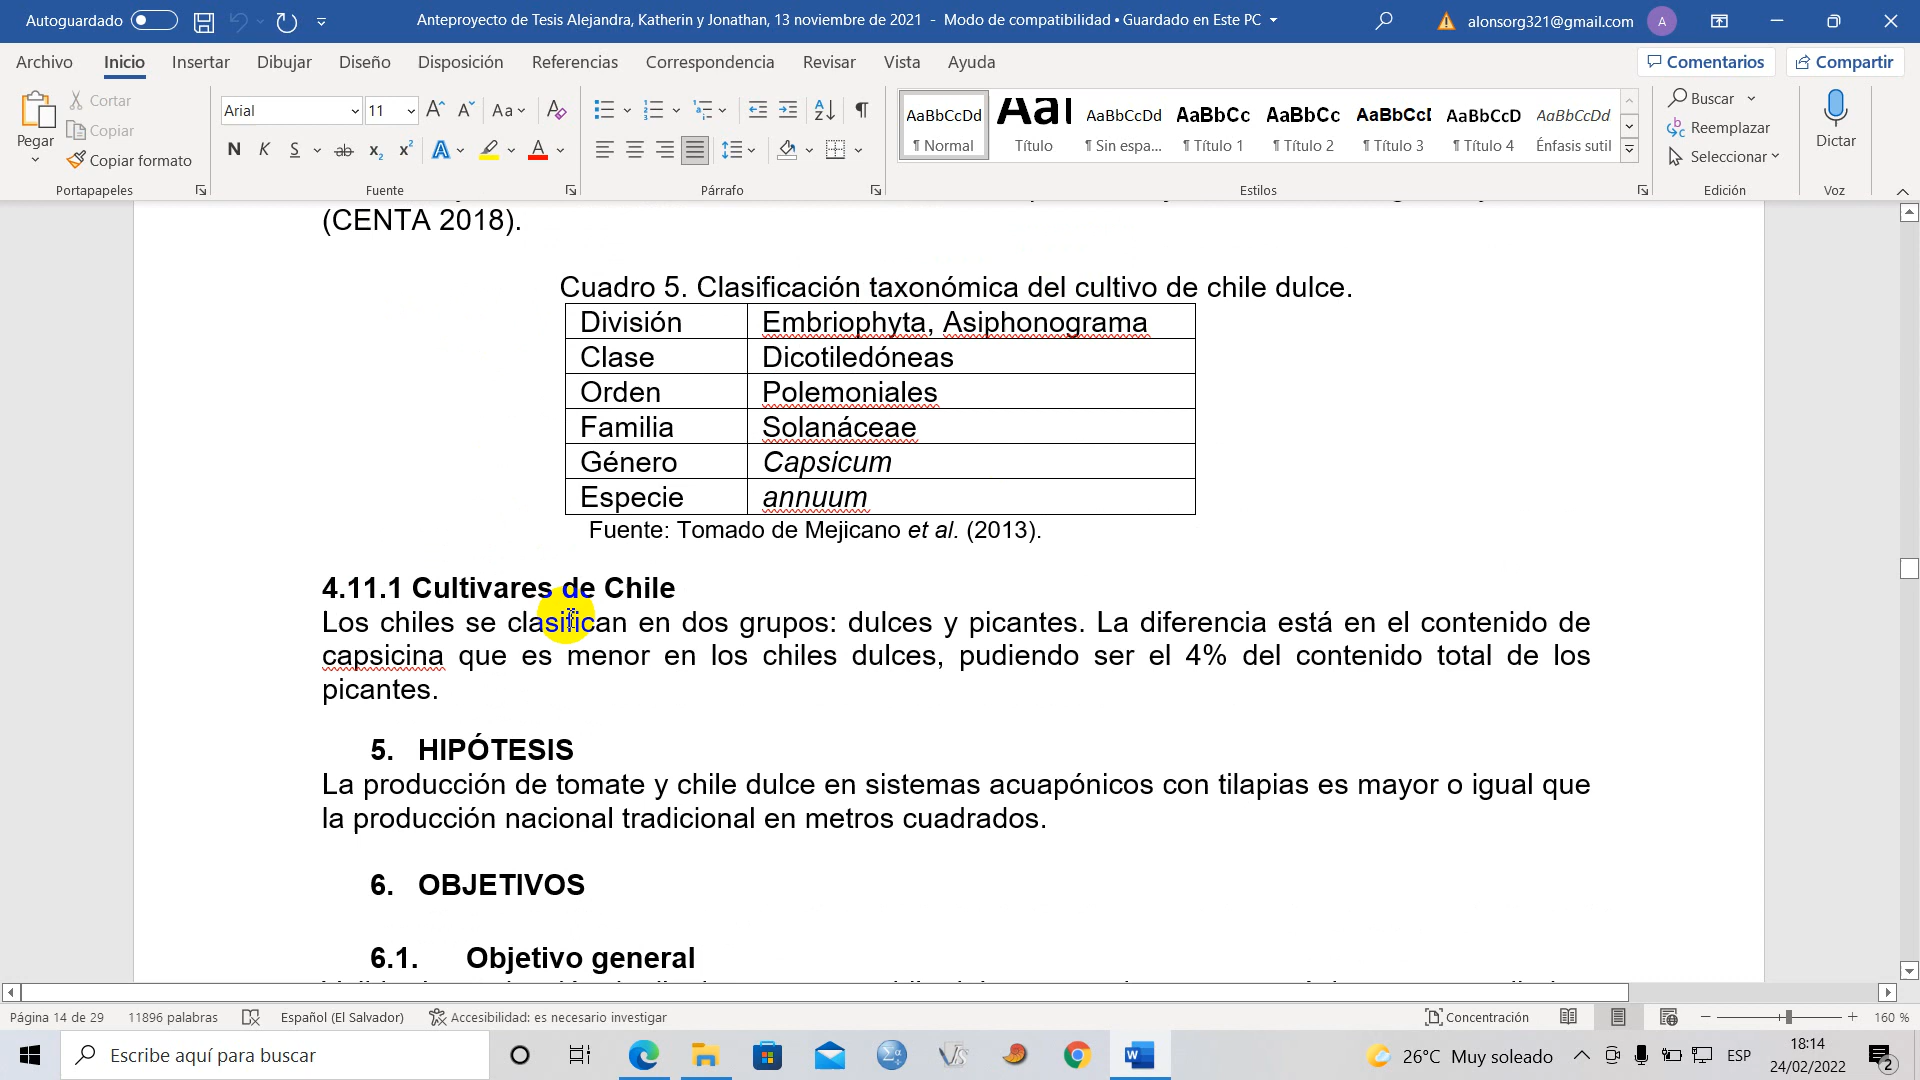 Autoguardado
Anteproyecto de Tesis Alejandra, Katherin y Jonathan, 13 noviembre de 2021 - Modo de compatibilidad • Guardado en Este PC
alonsorg321@gmail.com A
Archivo Inicio Insertar Dibujar Diseño Disposición Referencias Correspondencia Revisar Vista Ayuda
Comentarios Compartir
Pegar
Cortar
Copiar
Copiar formato
Portapapeles
Arial 11
Aa
N K S ab x₂ x² A A
Fuente
Párrafo
AaBbCcDd AaI AaBbCcDd AaBbCc AaBbCc AaBbCcI AaBbCcD AaBbCcDd
¶ Normal Título ¶ Sin espa... ¶ Título 1 ¶ Título 2 ¶ Título 3 ¶ Título 4 Énfasis sutil
Estilos
Buscar
Reemplazar
Seleccionar
Edición
Dictar
Voz
(CENTA 2018).
Cuadro 5. Clasificación taxonómica del cultivo de chile dulce.
División Embriophyta, Asiphonograma
Clase Dicotiledóneas
Orden Polemoniales
Familia Solanáceae
Género Capsicum
Especie annuum
Fuente: Tomado de Mejicano et al. (2013).
4.11.1 Cultivares de Chile
Los chiles se clasifican en dos grupos: dulces y picantes. La diferencia está en el contenido de
capsicina que es menor en los chiles dulces, pudiendo ser el 4% del contenido total de los
picantes.
5. HIPÓTESIS
La producción de tomate y chile dulce en sistemas acuapónicos con tilapias es mayor o igual que
la producción nacional tradicional en metros cuadrados.
6. OBJETIVOS
6.1. Objetivo general
Página 14 de 29 11896 palabras Español (El Salvador) Accesibilidad: es necesario investigar
Concentración 160 %
Escribe aquí para buscar
26°C Muy soleado ESP
18:14
24/02/2022
2